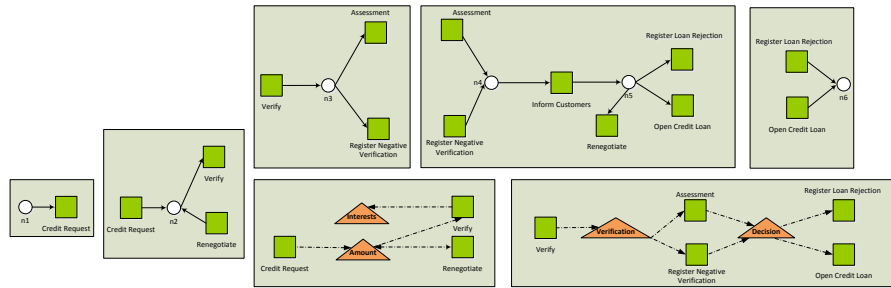 n1
Credit Request
Credit Request
n2
Verify
Renegotiate
Verify
n3
Assessment
Register Negative
Verification
Assessment
n4
Register Negative
Verification
Inform Customers
n5
Register Loan Rejection
Renegotiate
Open Credit Loan
Register Loan Rejection
Open Credit Loan
n6
Interests
Credit Request
Amount
Verify
Renegotiate
Verify
Verification
Assessment
Register Negative
Verification
Decision
Register Loan Rejection
Open Credit Loan